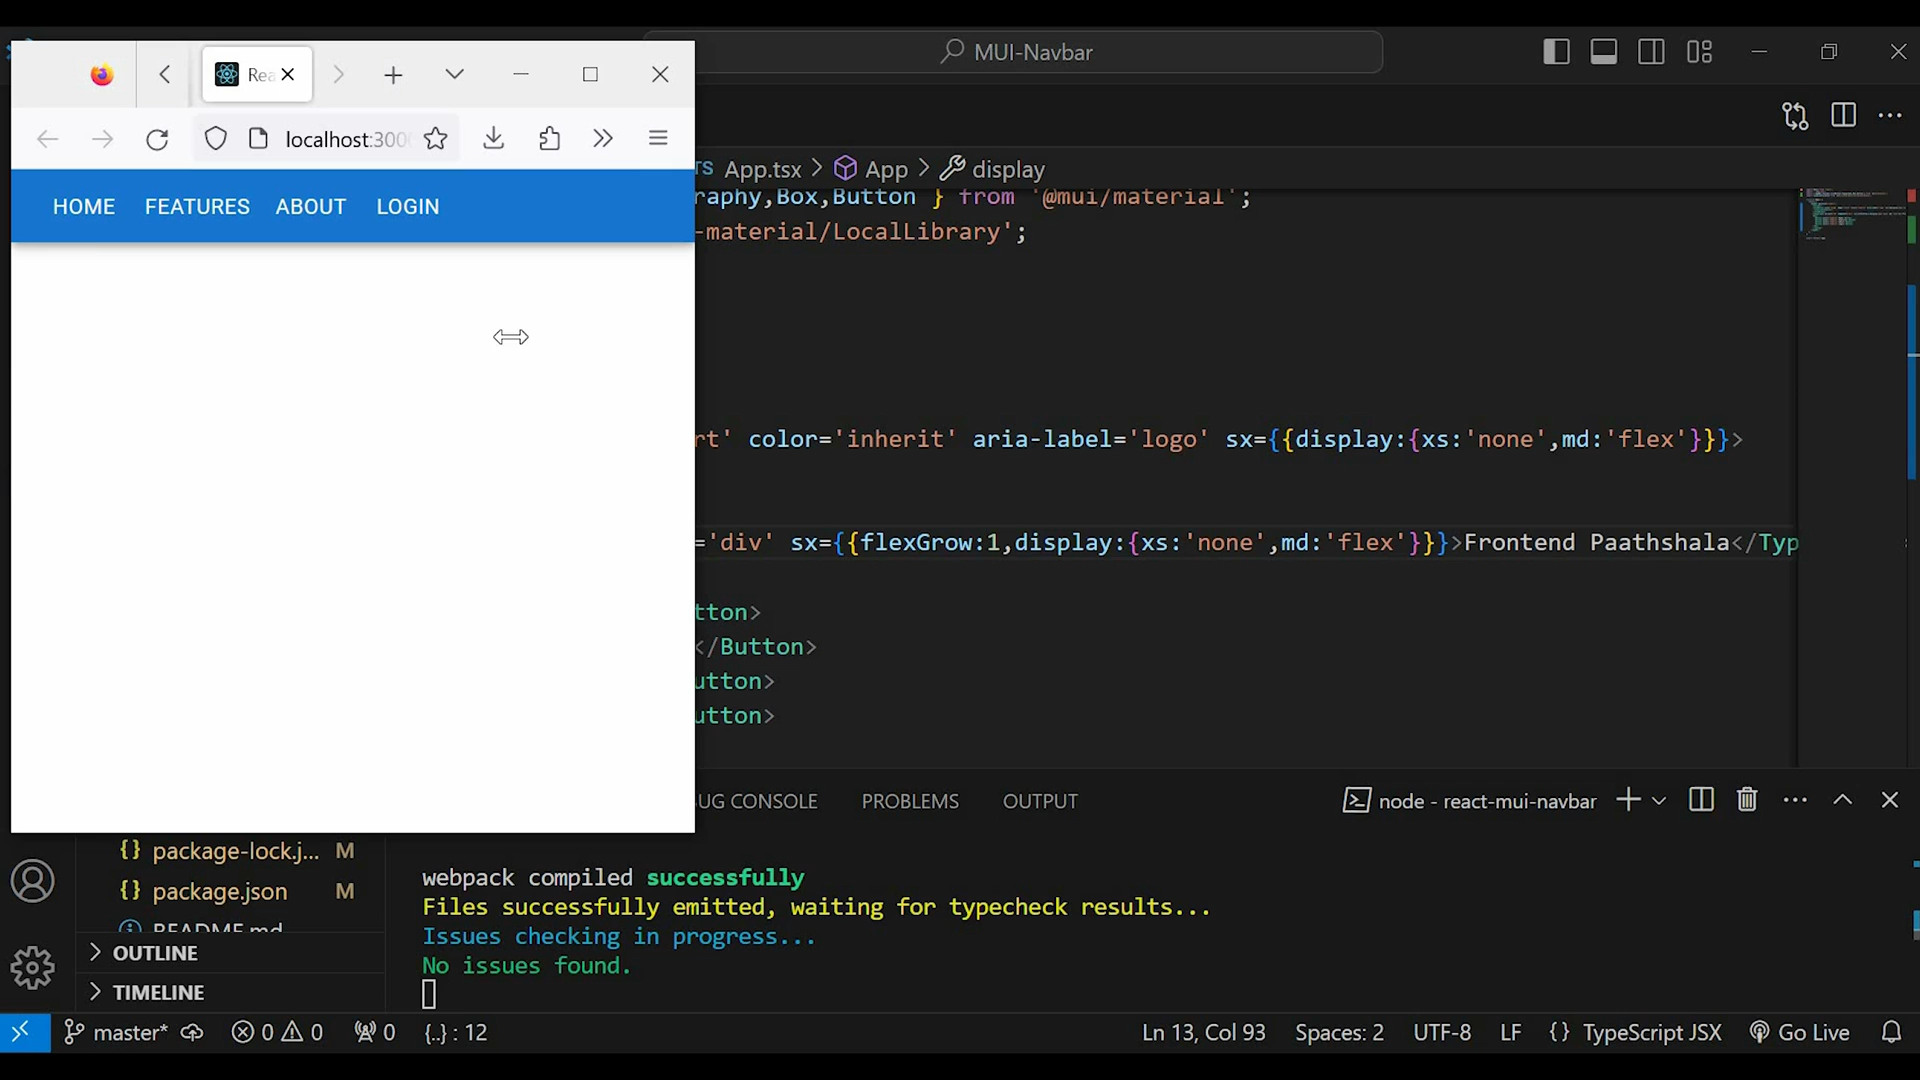 MUI-Navbar
Rea
localhost:300
HOME FEATURES ABOUT LOGIN
TS App.tsx > App > display
raphy,Box,Button } from '@mui/material';
-material/LocalLibrary';
rt' color='inherit' aria-label='logo' sx={{display:{xs:'none',md:'flex'}}}>
='div' sx={{flexGrow:1,display:{xs:'none',md:'flex'}}}>Frontend Paathshala</Typ
tton>
</Button>
utton>
utton>
UG CONSOLE PROBLEMS OUTPUT
node - react-mui-navbar
{} package-lock.j... M
{} package.json M
README.md
OUTLINE
TIMELINE
webpack compiled successfully
Files successfully emitted, waiting for typecheck results...
Issues checking in progress...
No issues found.
master* 0 0 0 {..} : 12
Ln 13, Col 93 Spaces: 2 UTF-8 LF {} TypeScript JSX Go Live